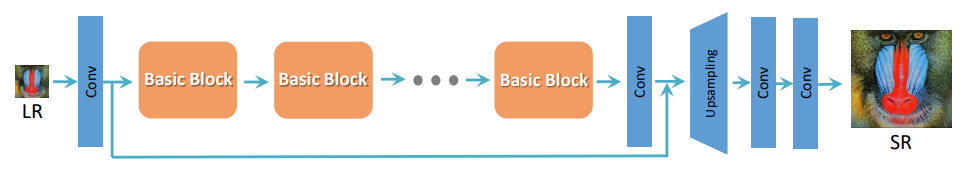 LR
Conv
Basic Block
Basic Block
Basic Block
Conv
Upsampling
Conv
Conv
SR